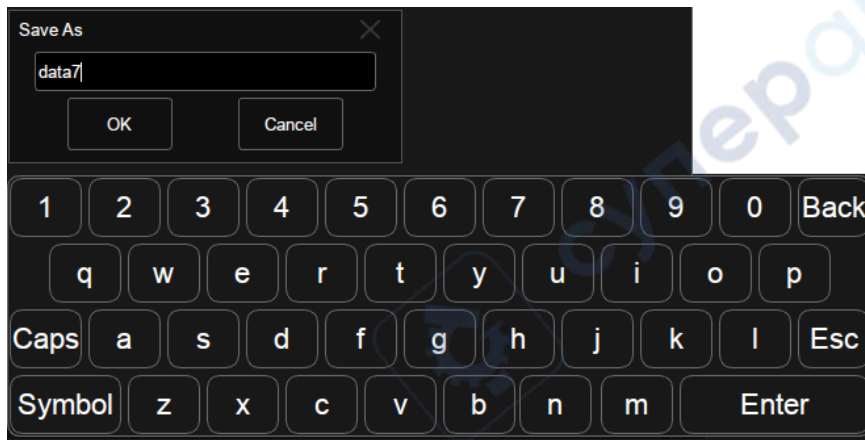 Save As
data7
OK Cancel
1 2 3 4 5 6 7 8 9 0 Back
q w e r t y u i o p
Caps a s d f g h j k l Esc
Symbol z x c v b n m Enter
супер